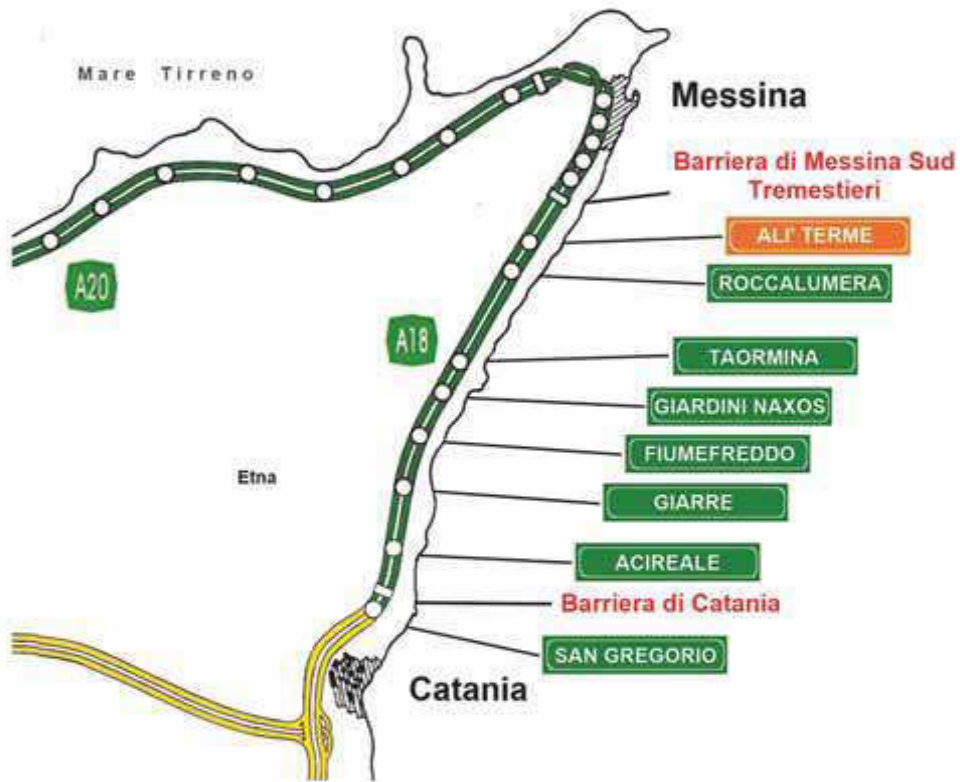 Mare Tirreno
Messina
Barriera di Messina Sud
Tremestieri
ALI' TERME
A20
ROCCALUMERA
A18
TAORMINA
GIARDINI NAXOS
FIUMEFREDDO
Etna
GIARRE
ACIREALE
Barriera di Catania
SAN GREGORIO
Catania